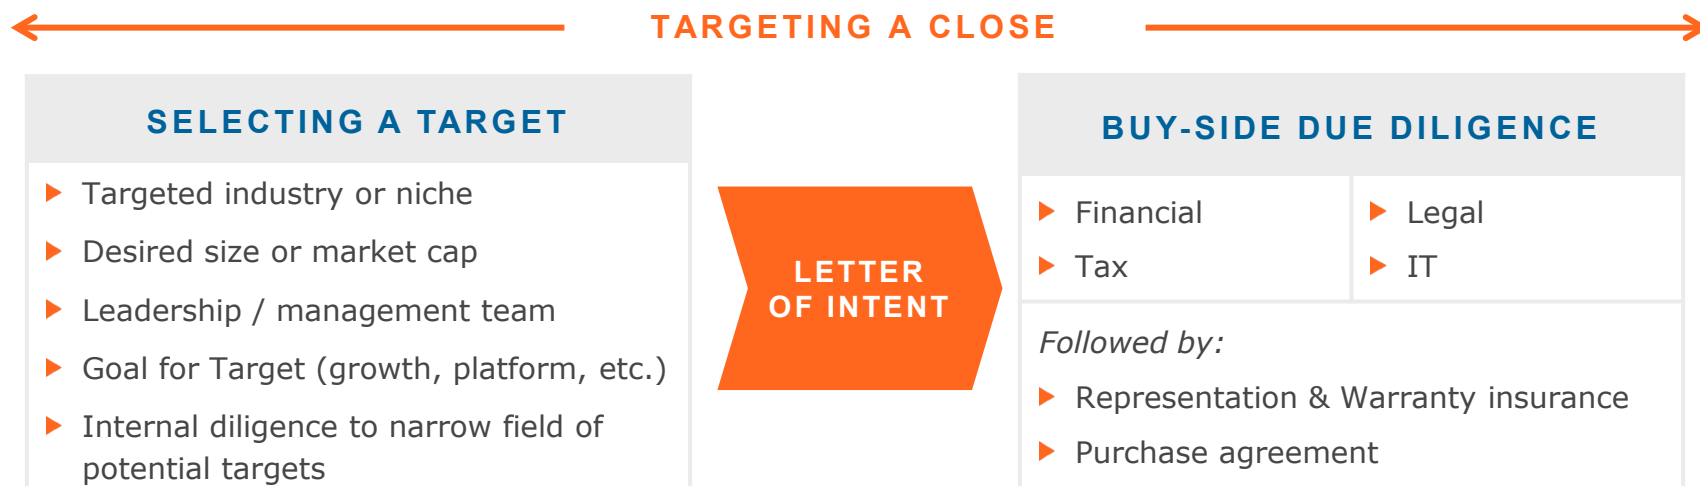 TARGETING A CLOSE
SELECTING A TARGET
Targeted industry or niche
Desired size or market cap
Leadership / management team
Goal for Target (growth, platform, etc.)
Internal diligence to narrow field of
potential targets
LETTER
OF INTENT
BUY-SIDE DUE DILIGENCE
Financial
Tax
Legal
IT
Followed by:
Representation & Warranty insurance
Purchase agreement